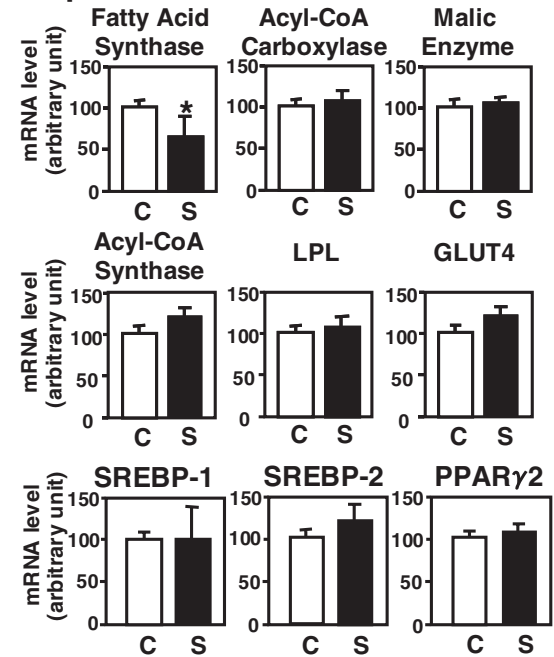 Fatty Acid Synthase
Acyl-CoA Carboxylase
Malic Enzyme
mRNA level (arbitrary unit)
150
100
50
0
*
C S
150
100
50
0
C S
150
100
50
0
C S
Acyl-CoA Synthase
LPL
GLUT4
mRNA level (arbitrary unit)
150
100
50
0
C S
150
100
50
0
C S
150
100
50
0
C S
SREBP-1
SREBP-2
PPARγ2
mRNA level (arbitrary unit)
150
100
50
0
C S
150
100
50
0
C S
150
100
50
0
C S